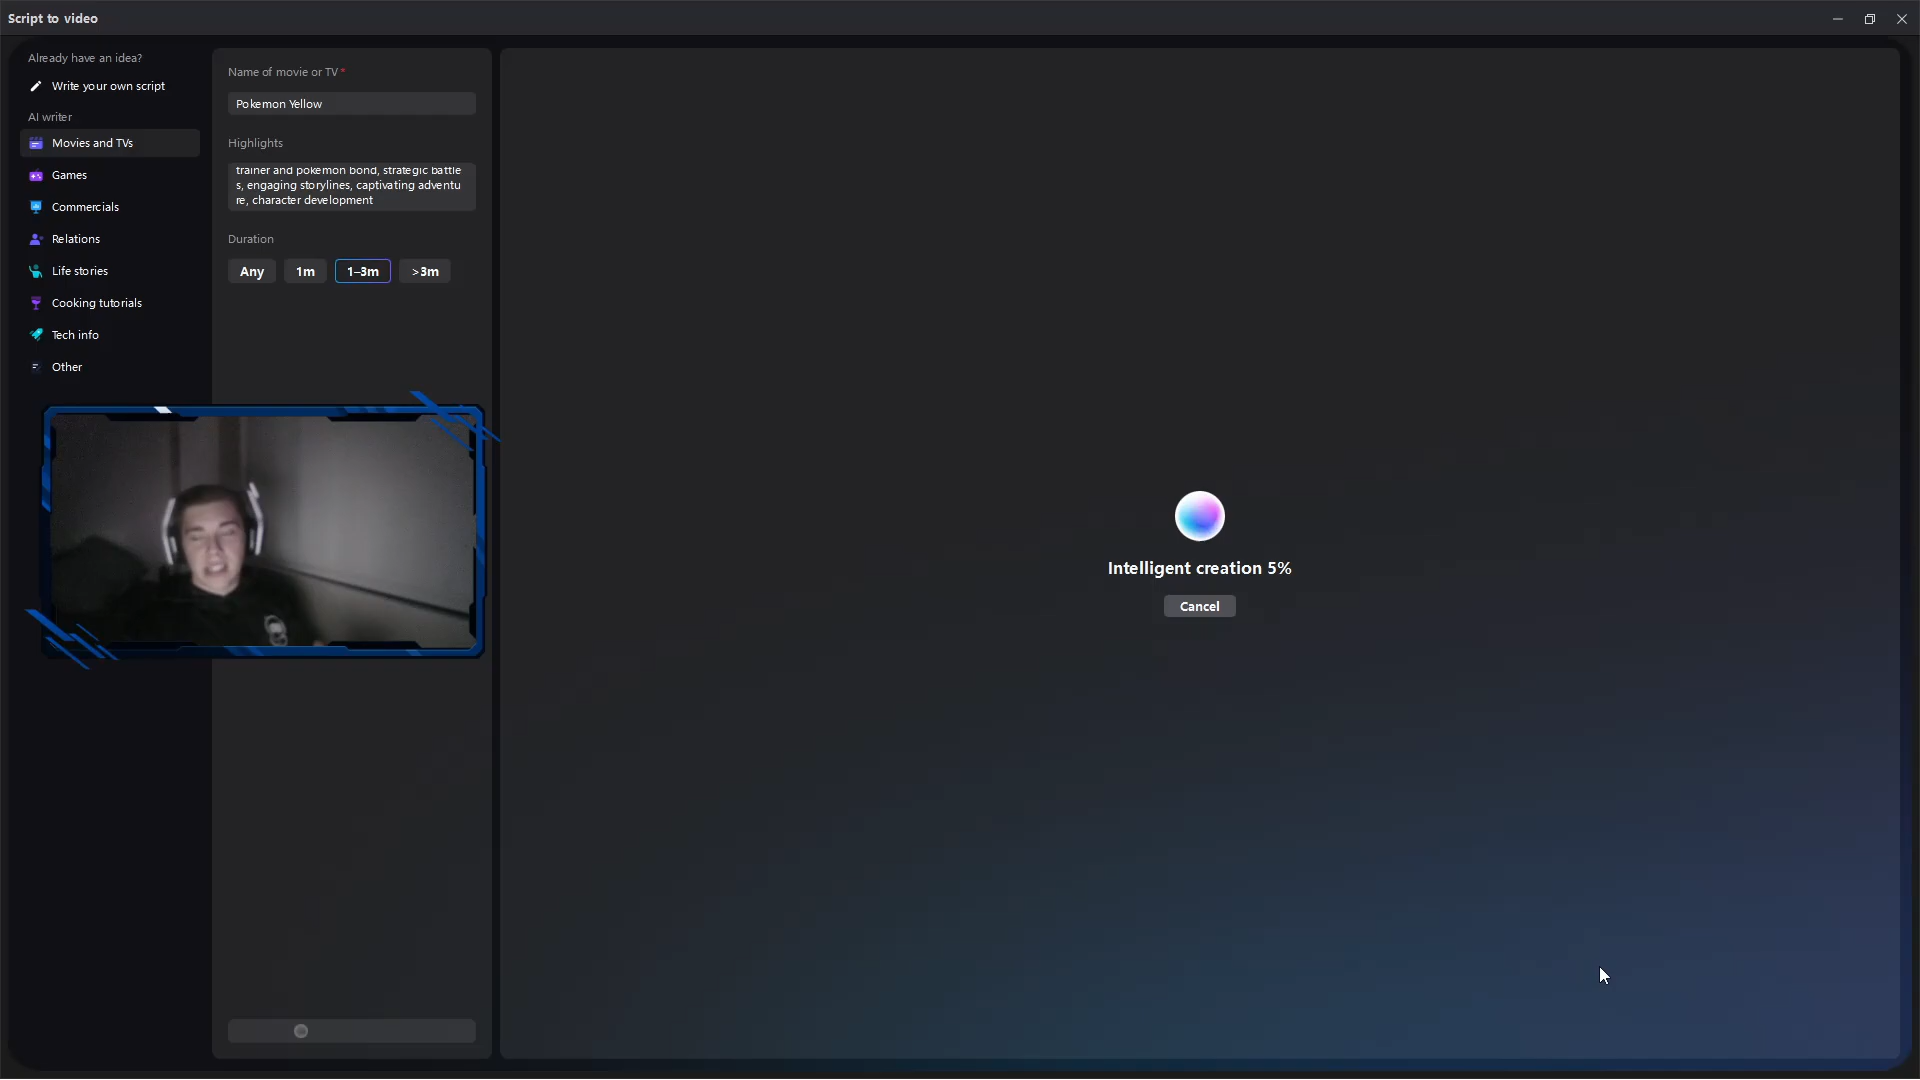 Script to video
Already have an idea?
Write your own script
AI writer
Movies and TVs
Games
Commercials
Relations
Life stories
Cooking tutorials
Tech info
Other
Name of movie or TV*
Pokemon Yellow
Highlights
trainer and pokemon bond, strategic battle
s, engaging storylines, captivating adventu
re, character development
Duration
Any 1m 1–3m >3m
Intelligent creation 5%
Cancel